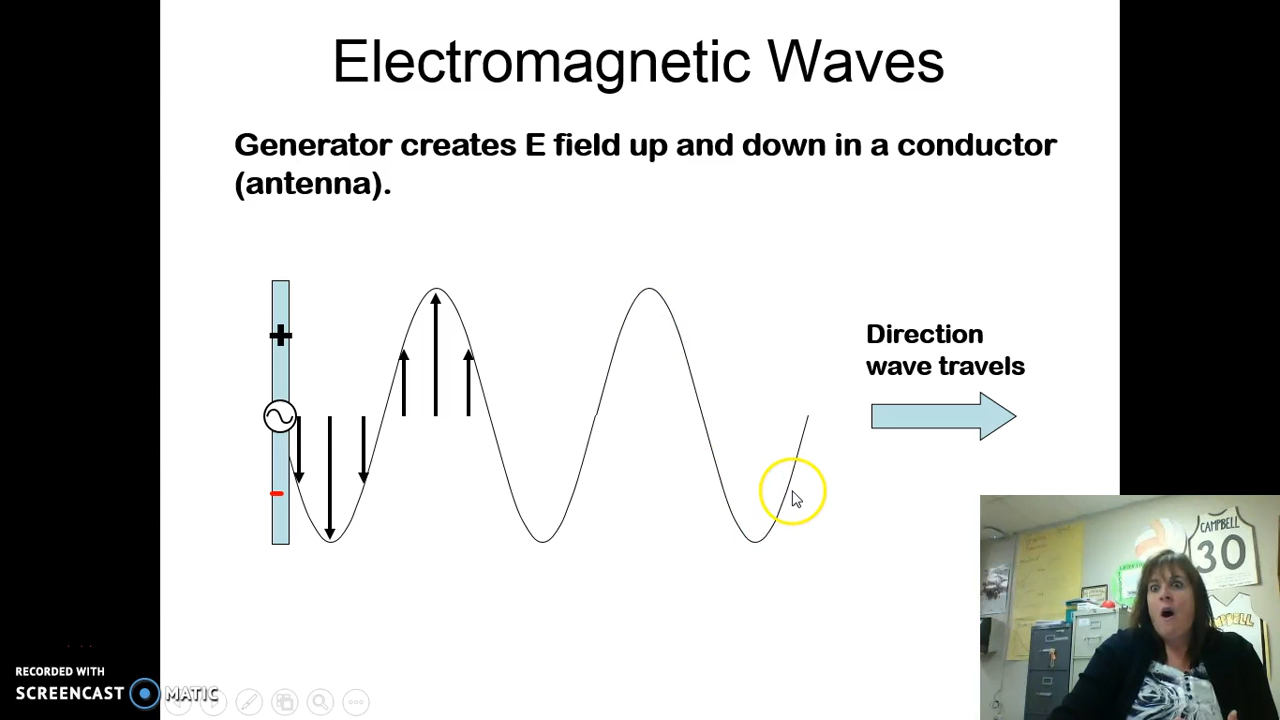 Electromagnetic Waves
Generator creates E field up and down in a conductor
(antenna).
+
-
Direction
wave travels
CAMPBELL
30
CAMPBELL
RECORDED WITH
SCREENCAST MATIC